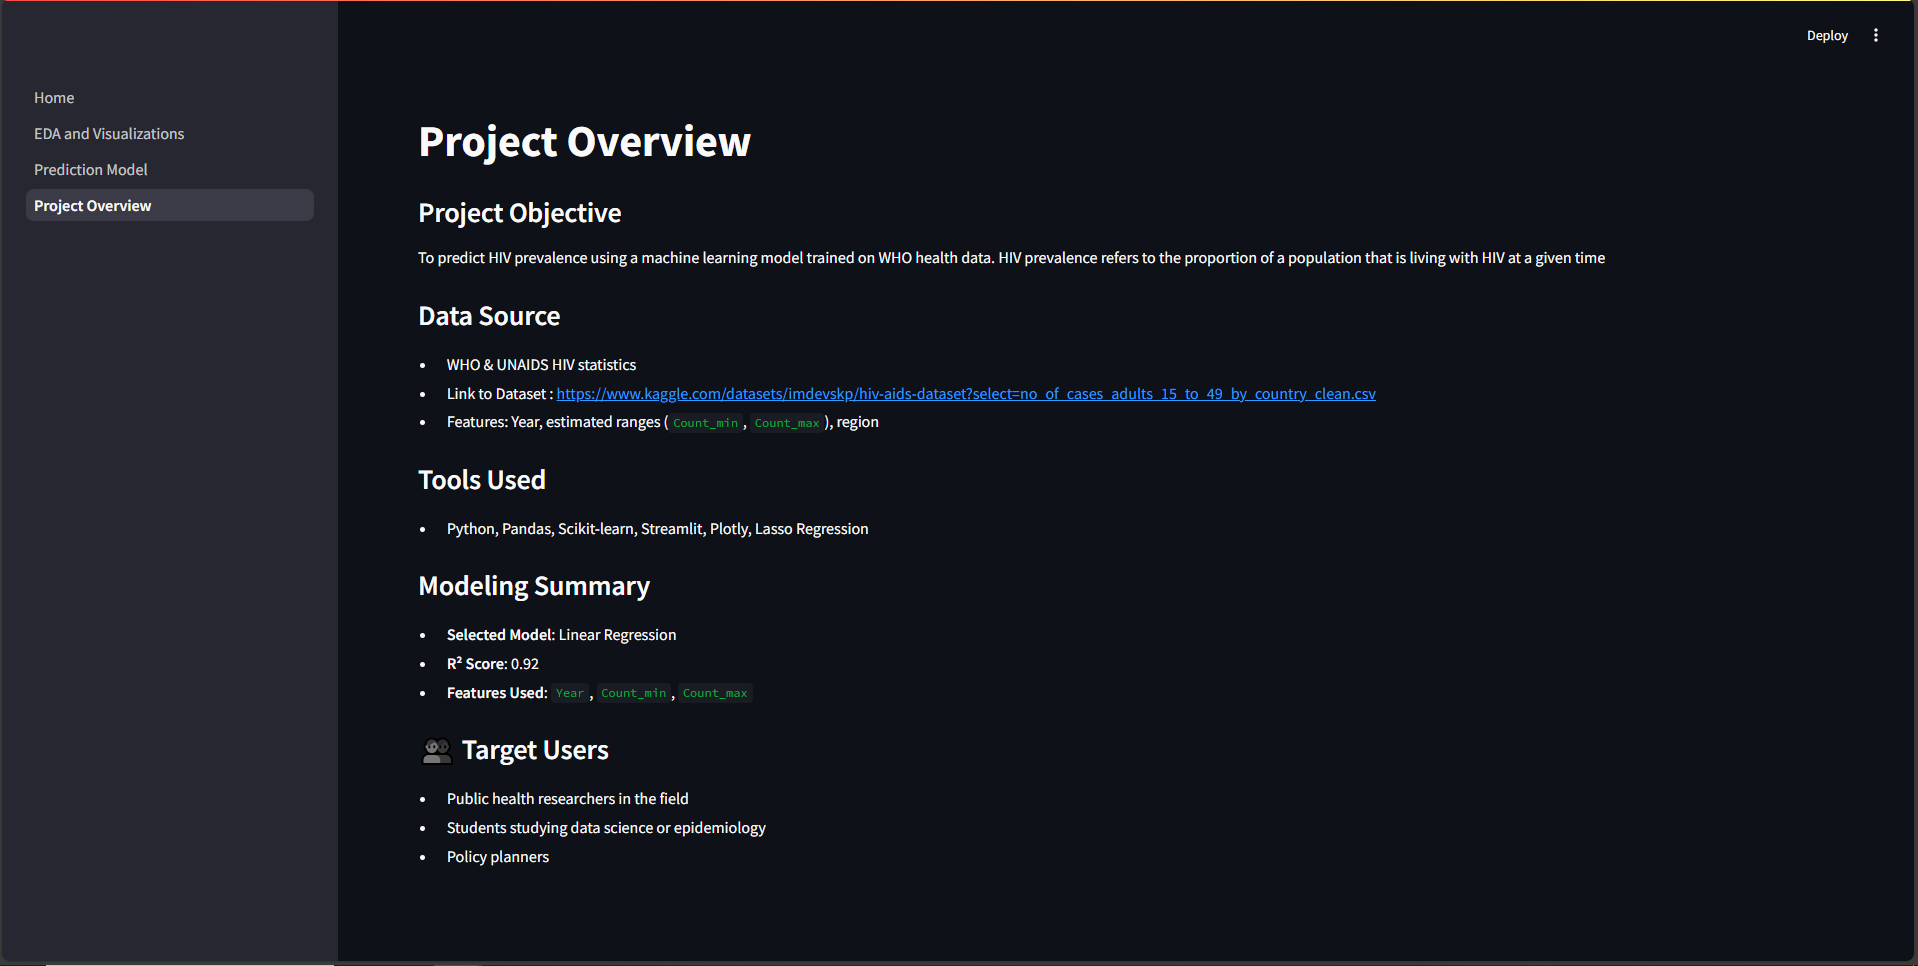 Deploy
Home
EDA and Visualizations
Prediction Model
Project Overview
Project Overview
Project Objective
To predict HIV prevalence using a machine learning model trained on WHO health data. HIV prevalence refers to the proportion of a population that is living with HIV at a given time
Data Source
• WHO & UNAIDS HIV statistics
• Link to Dataset : https://www.kaggle.com/datasets/imdevskp/hiv-aids-dataset?select=no_of_cases_adults_15_to_49_by_country_clean.csv
• Features: Year, estimated ranges ( Count_min , Count_max ), region
Tools Used
• Python, Pandas, Scikit-learn, Streamlit, Plotly, Lasso Regression
Modeling Summary
• Selected Model: Linear Regression
• R² Score: 0.92
• Features Used: Year , Count_min , Count_max
Target Users
• Public health researchers in the field
• Students studying data science or epidemiology
• Policy planners